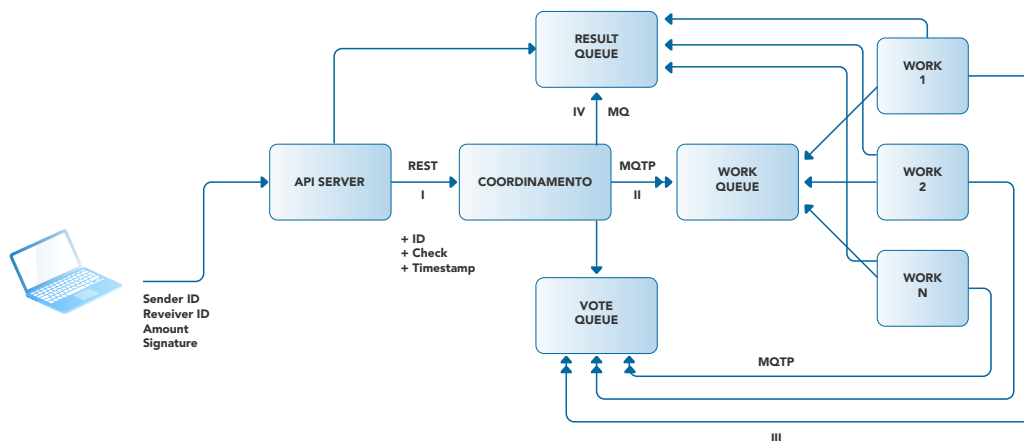 RESULT
QUEUE
WORK
1
IV
MQ
API SERVER
REST
I
COORDINAMENTO
MQTP
II
WORK
QUEUE
WORK
2
+ ID
+ Check
+ Timestamp
WORK
N
Sender ID
Reveiver ID
Amount
Signature
VOTE
QUEUE
MQTP
III